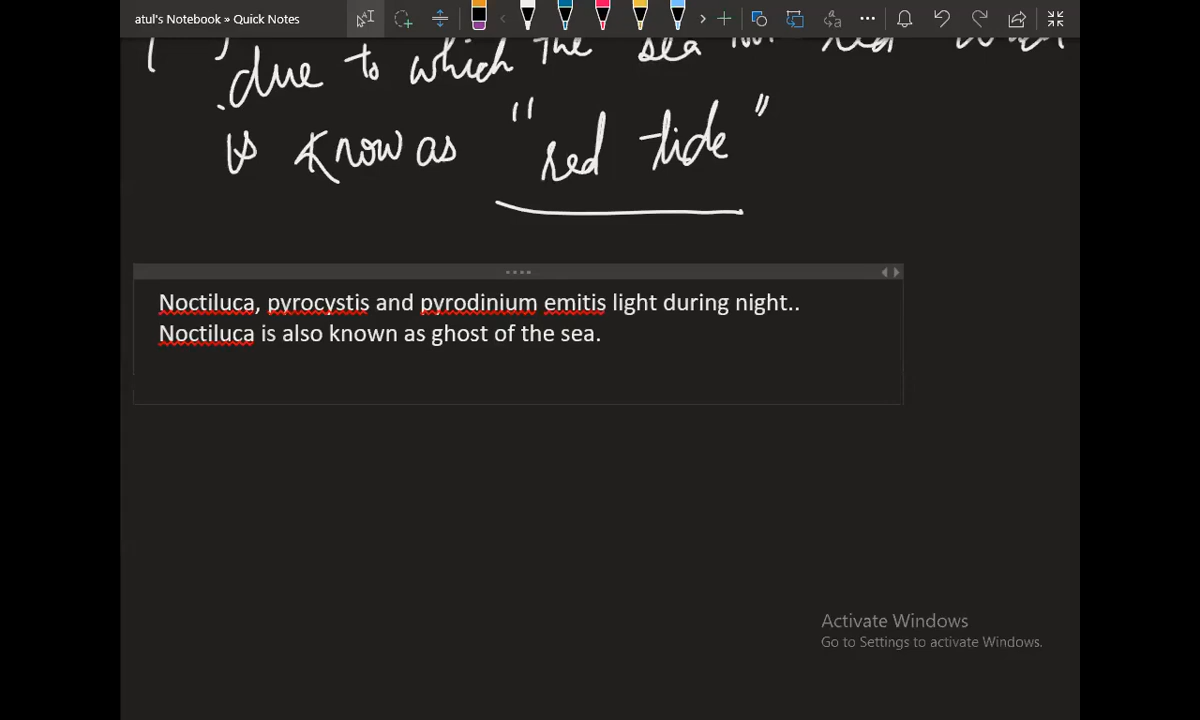 atul's Notebook » Quick Notes
due to which the sea red
is know as "red tide"
Noctiluca, pyrocystis and pyrodinium emitis light during night..
Noctiluca is also known as ghost of the sea.
Activate Windows
Go to Settings to activate Windows.